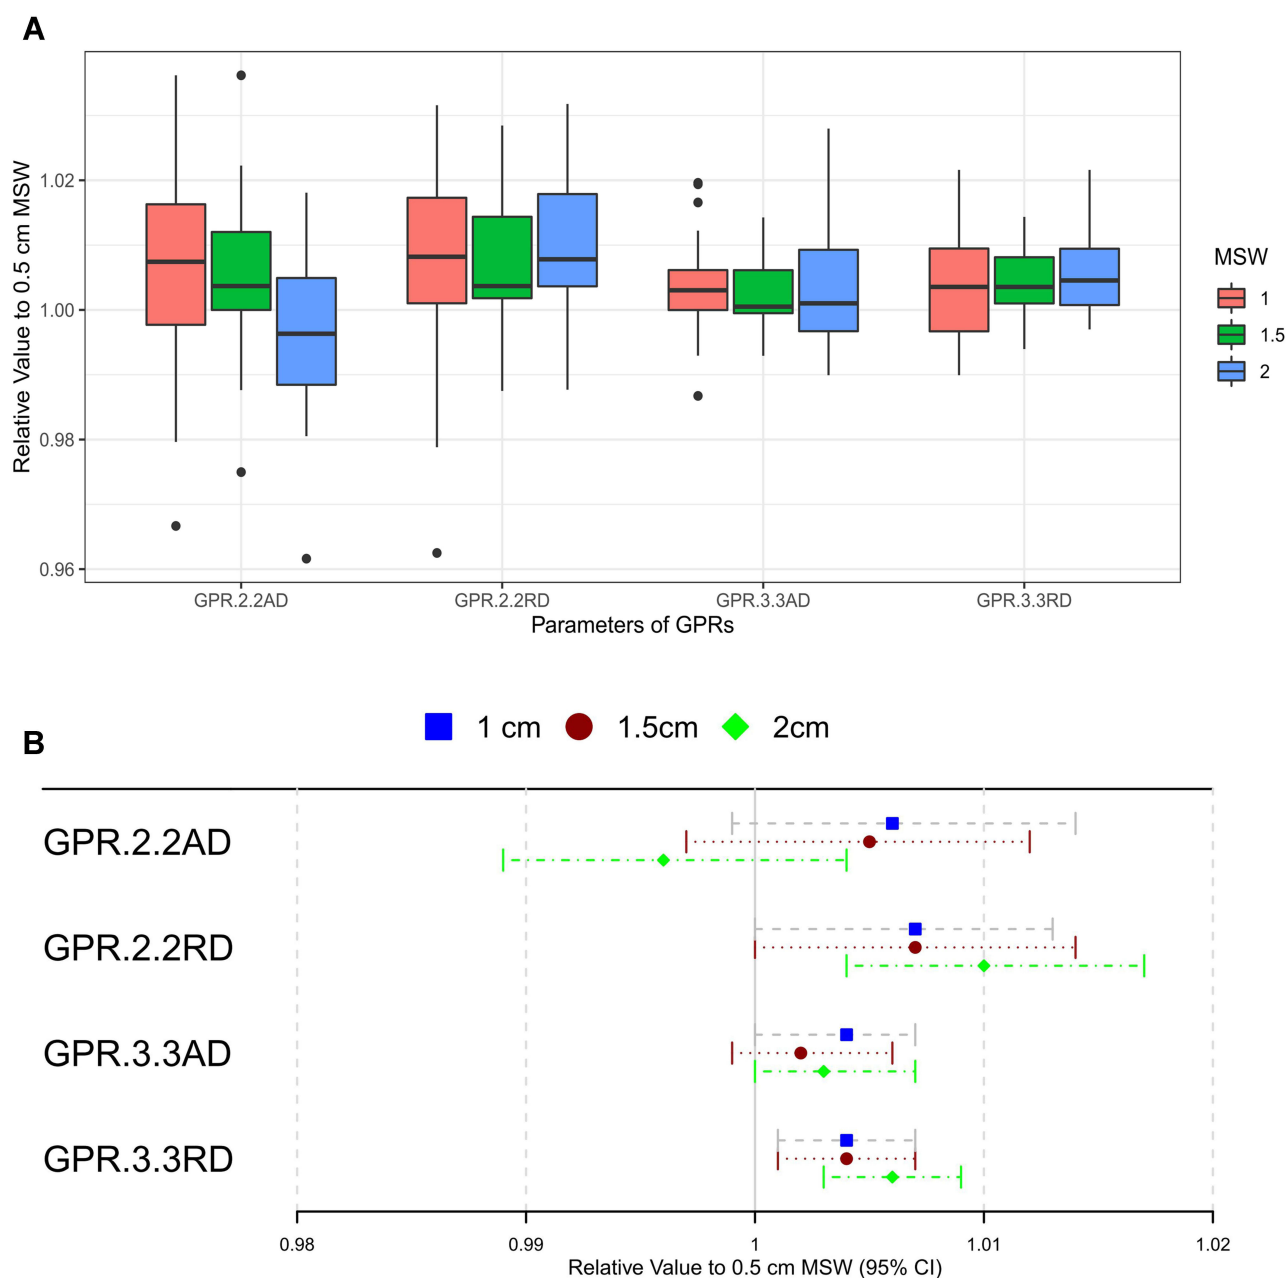 A
Relative Value to 0.5 cm MSW
1.02
1.00
0.98
0.96
GPR.2.2AD GPR.2.2RD GPR.3.3AD GPR.3.3RD
Parameters of GPRs
MSW
1
1.5
2
B
1 cm 1.5cm 2cm
GPR.2.2AD
GPR.2.2RD
GPR.3.3AD
GPR.3.3RD
0.98 0.99 1 1.01 1.02
Relative Value to 0.5 cm MSW (95% CI)